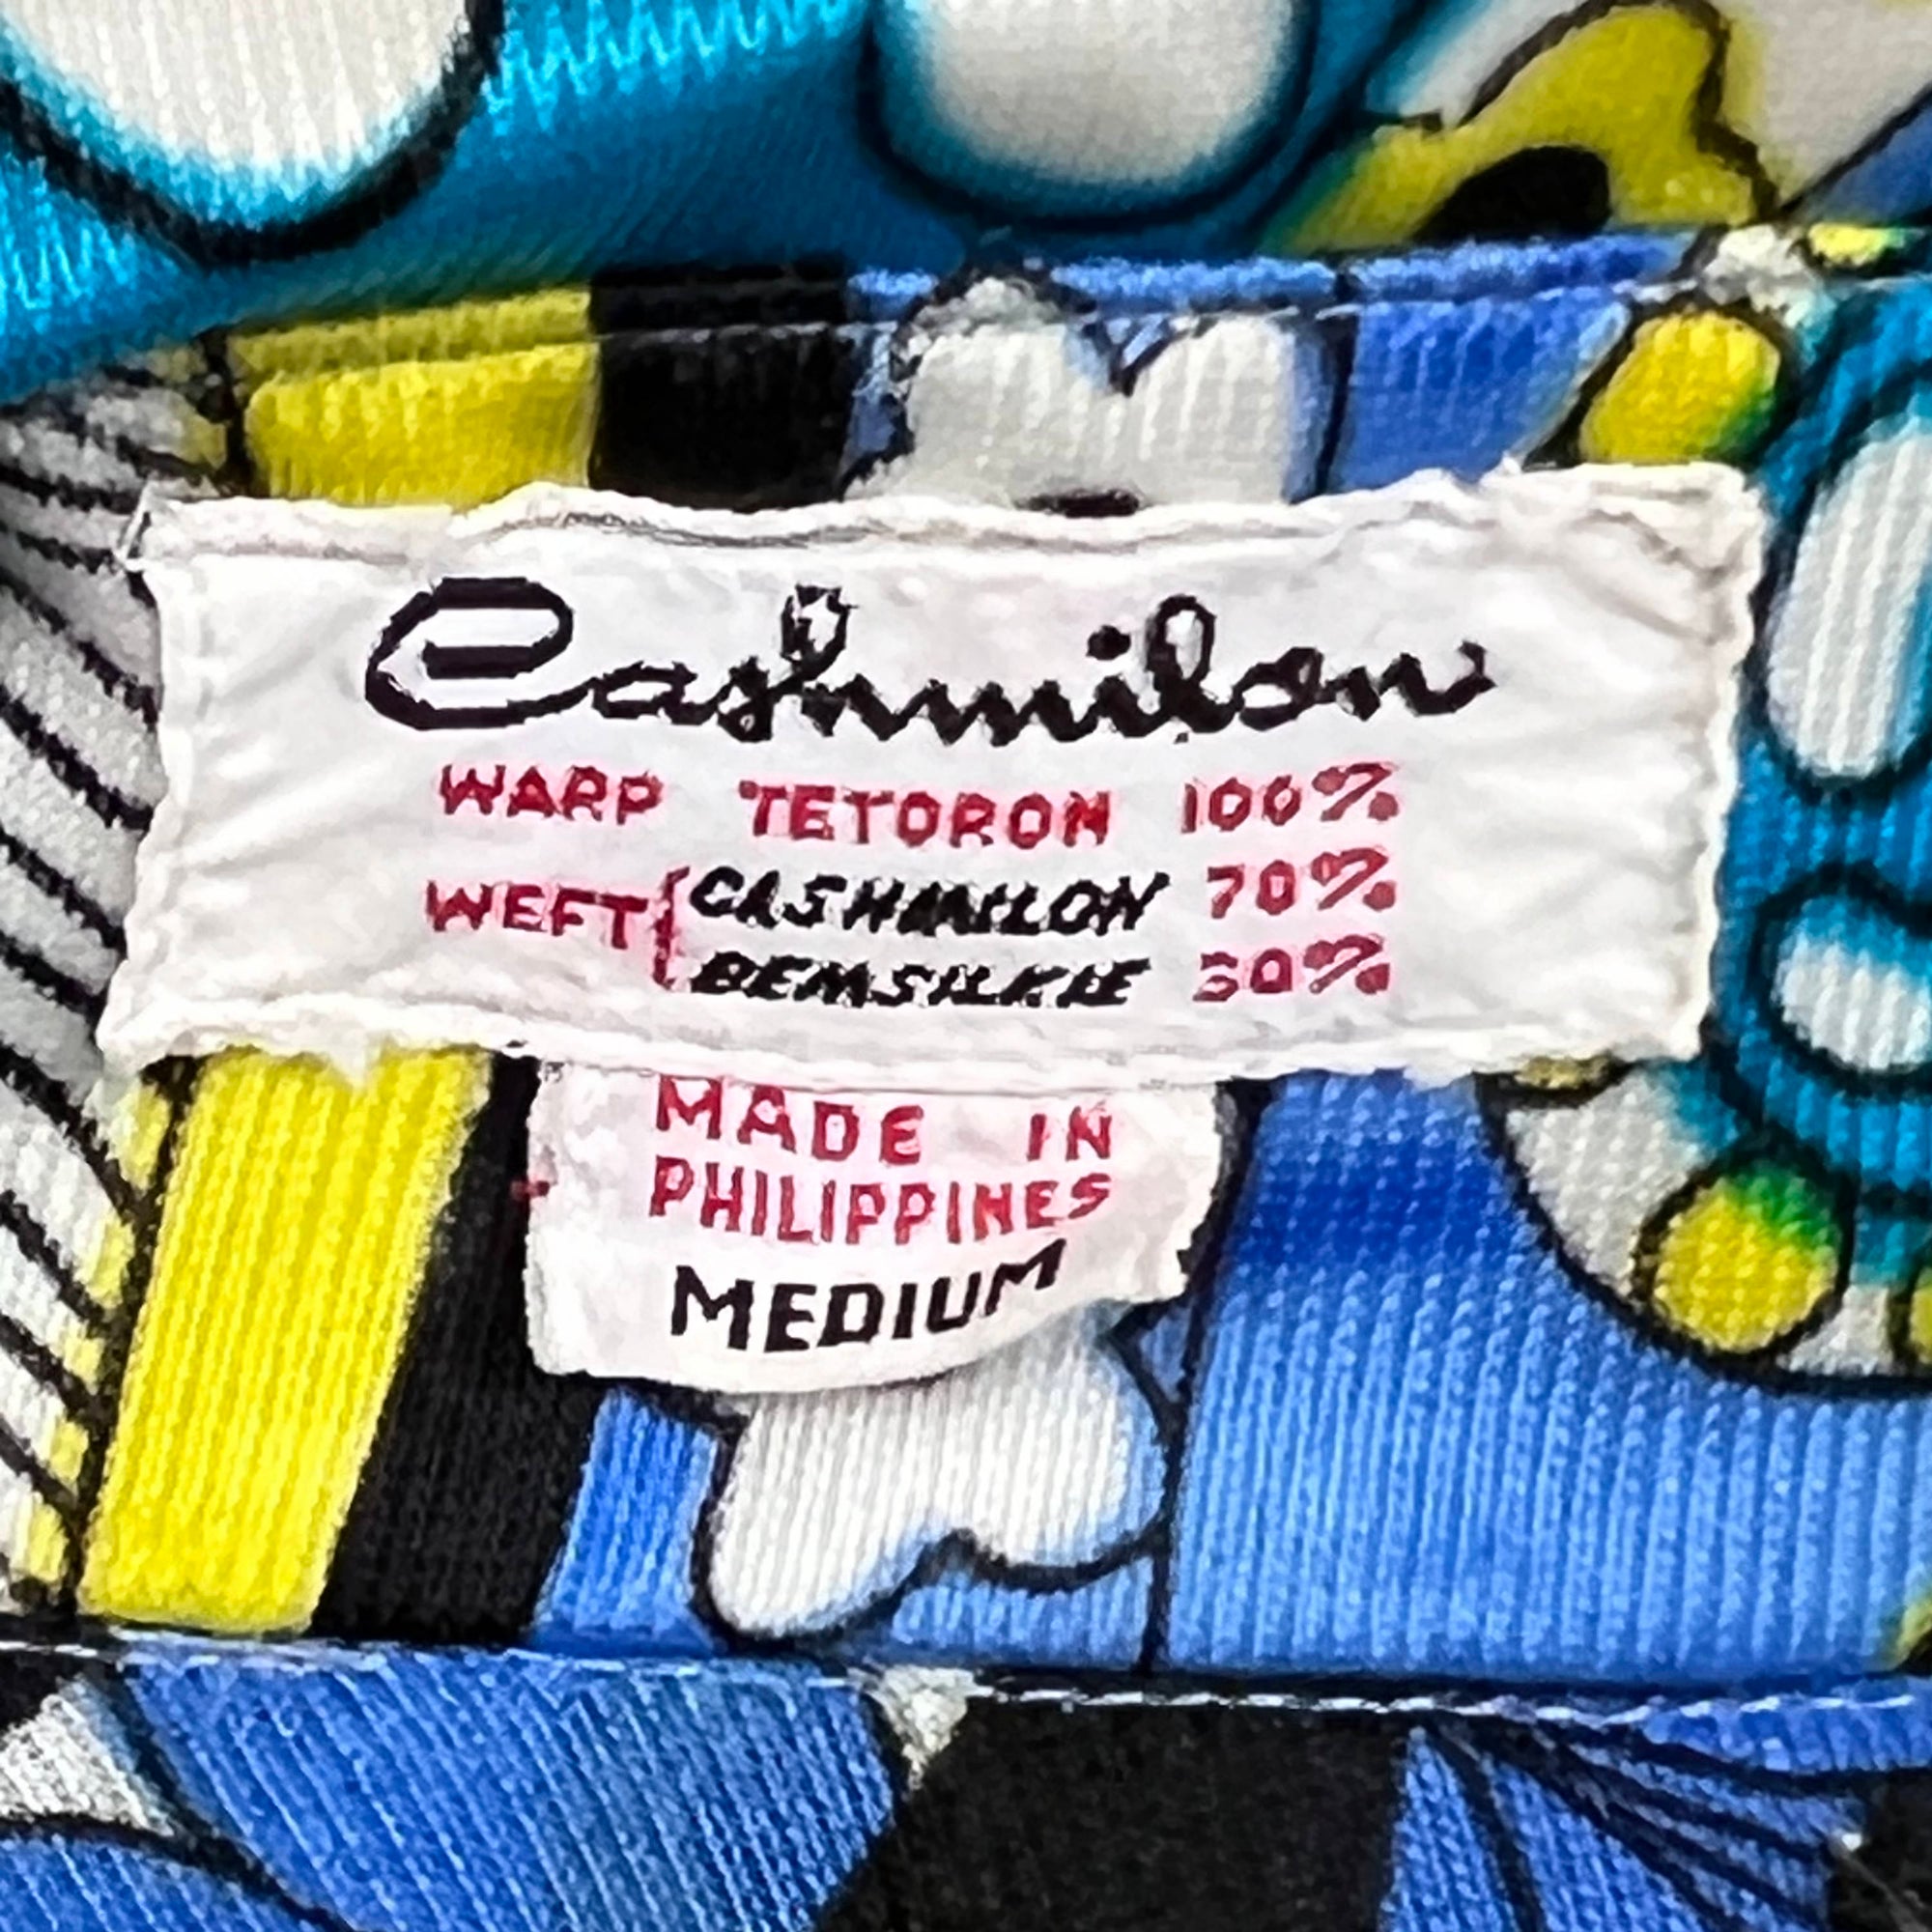 Cashmilon
WARP TETORON 100%
WEFT { CASHMILON 70%
BEMSILKIE 30%
MADE IN
PHILIPPINES
MEDIUM